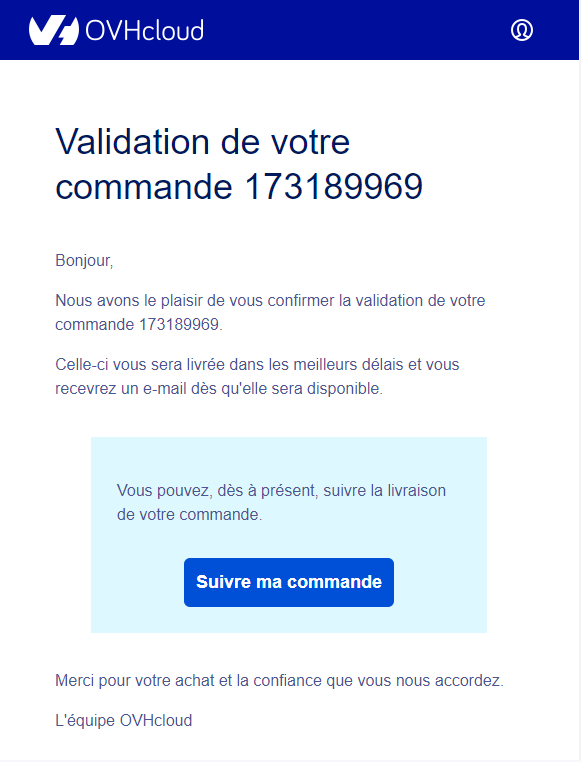 OVHcloud
Validation de votre
commande 173189969
Bonjour,
Nous avons le plaisir de vous confirmer la validation de votre
commande 173189969.
Celle-ci vous sera livrée dans les meilleurs délais et vous
recevrez un e-mail dès qu'elle sera disponible.
Vous pouvez, dès à présent, suivre la livraison
de votre commande.
Suivre ma commande
Merci pour votre achat et la confiance que vous nous accordez.
L'équipe OVHcloud